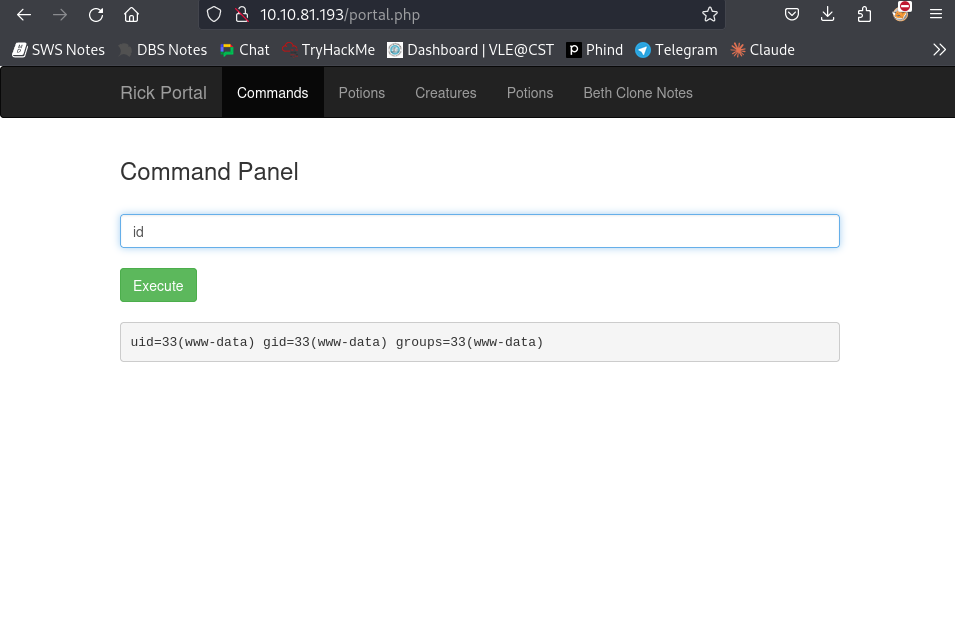 10.10.81.193/portal.php
SWS Notes DBS Notes Chat TryHackMe Dashboard | VLE@CST Phind Telegram Claude
Rick Portal Commands Potions Creatures Potions Beth Clone Notes
Command Panel
id
Execute
uid=33(www-data) gid=33(www-data) groups=33(www-data)